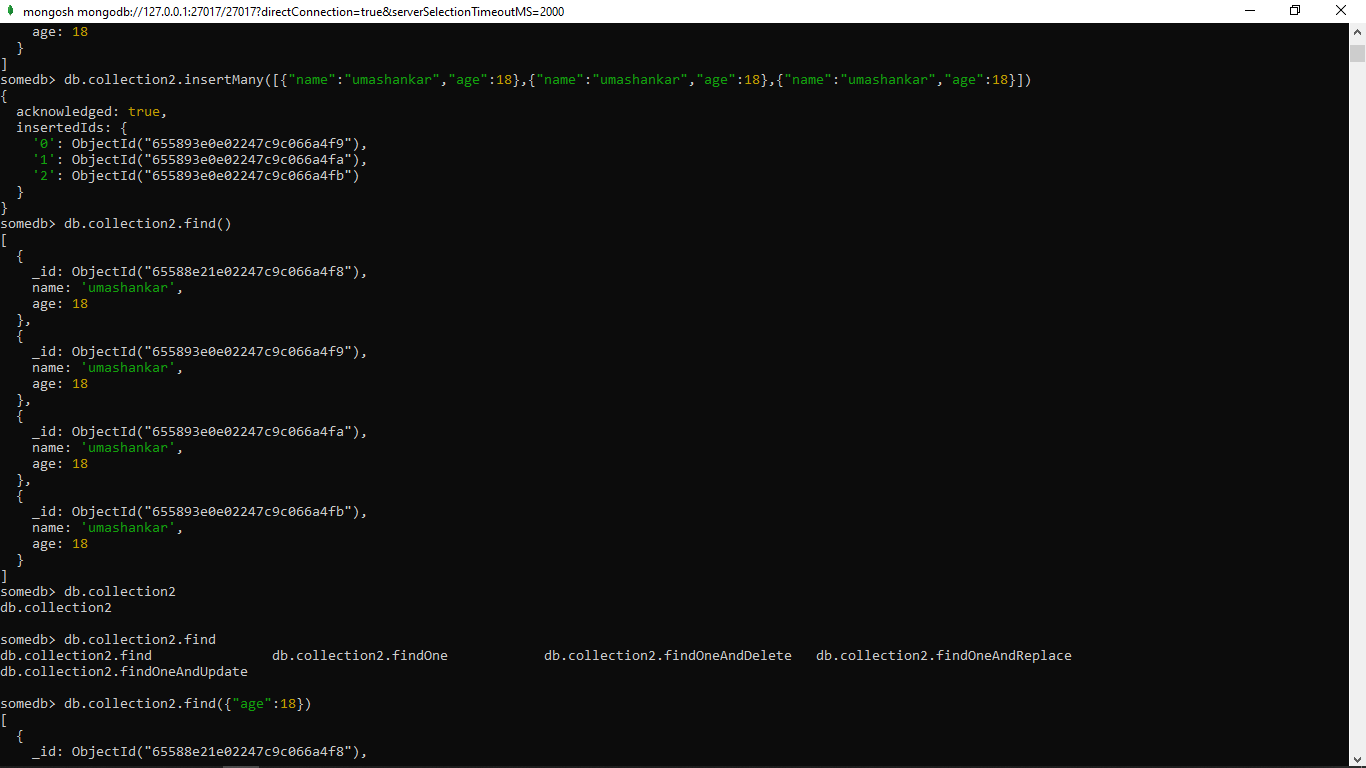 mongosh mongodb://127.0.0.1:27017/27017?directConnection=true&serverSelectionTimeoutMS=2000
    age: 18
  }
]
somedb> db.collection2.insertMany([{"name":"umashankar","age":18},{"name":"umashankar","age":18},{"name":"umashankar","age":18}])
{
  acknowledged: true,
  insertedIds: {
    '0': ObjectId("655893e0e02247c9c066a4f9"),
    '1': ObjectId("655893e0e02247c9c066a4fa"),
    '2': ObjectId("655893e0e02247c9c066a4fb")
  }
}
somedb> db.collection2.find()
[
  {
    _id: ObjectId("65588e21e02247c9c066a4f8"),
    name: 'umashankar',
    age: 18
  },
  {
    _id: ObjectId("655893e0e02247c9c066a4f9"),
    name: 'umashankar',
    age: 18
  },
  {
    _id: ObjectId("655893e0e02247c9c066a4fa"),
    name: 'umashankar',
    age: 18
  },
  {
    _id: ObjectId("655893e0e02247c9c066a4fb"),
    name: 'umashankar',
    age: 18
  }
]
somedb> db.collection2
db.collection2
somedb> db.collection2.find
db.collection2.find               db.collection2.findOne            db.collection2.findOneAndDelete   db.collection2.findOneAndReplace
db.collection2.findOneAndUpdate
somedb> db.collection2.find({"age":18})
[
  {
    _id: ObjectId("65588e21e02247c9c066a4f8"),